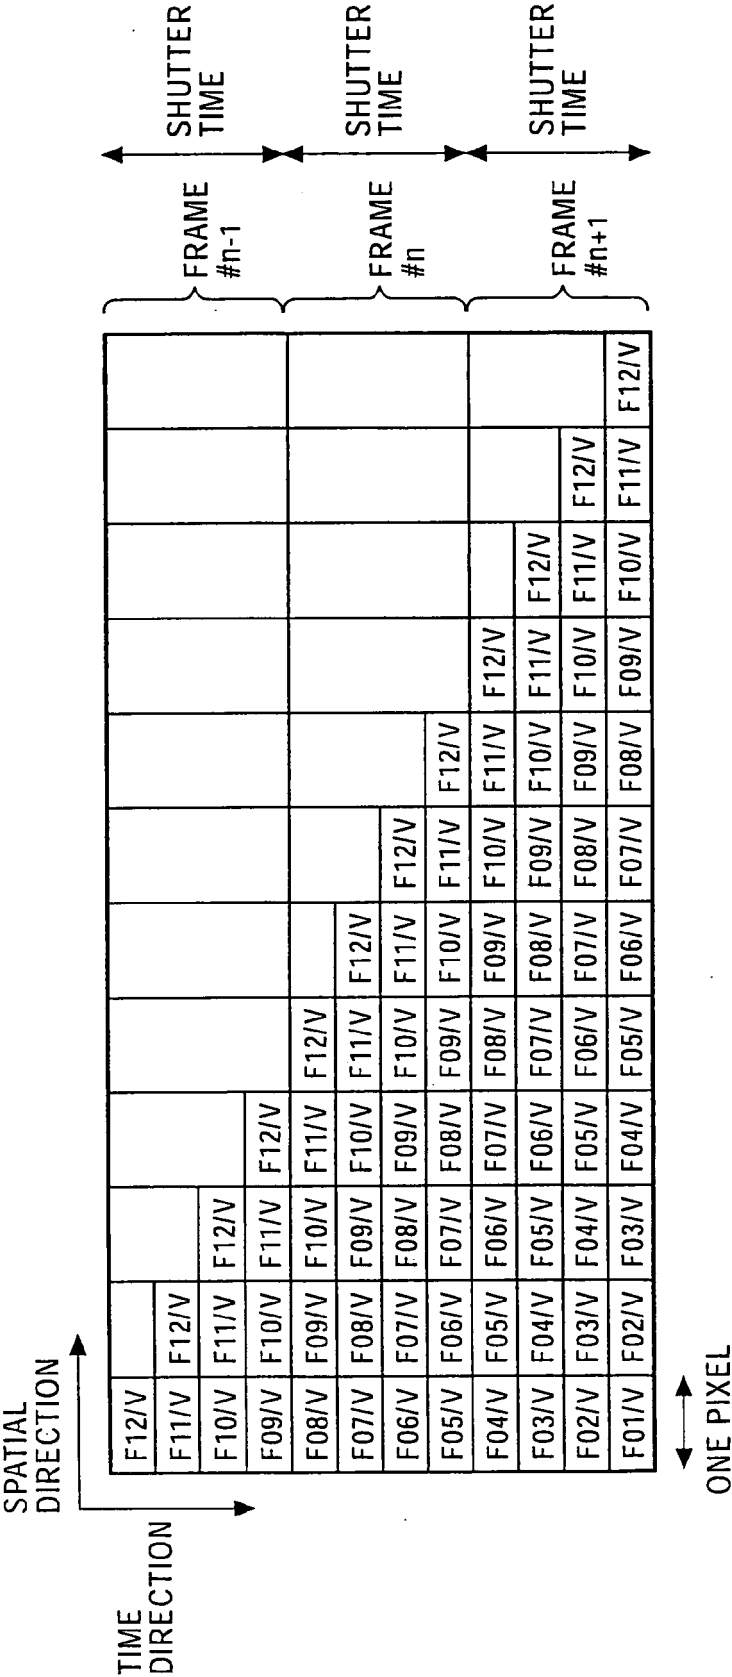 SPATIAL
DIRECTION
TIME
DIRECTION
F12/V
F11/V F12/V
F10/V F11/V F12/V
F09/V F10/V F11/V F12/V
FRAME
#n-1
SHUTTER
TIME
F08/V F09/V F10/V F11/V F12/V
F07/V F08/V F09/V F10/V F11/V F12/V
F06/V F07/V F08/V F09/V F10/V F11/V F12/V
F05/V F06/V F07/V F08/V F09/V F10/V F11/V F12/V
FRAME
#n
SHUTTER
TIME
F04/V F05/V F06/V F07/V F08/V F09/V F10/V F11/V F12/V
F03/V F04/V F05/V F06/V F07/V F08/V F09/V F10/V F11/V F12/V
F02/V F03/V F04/V F05/V F06/V F07/V F08/V F09/V F10/V F11/V F12/V
F01/V F02/V F03/V F04/V F05/V F06/V F07/V F08/V F09/V F10/V F11/V F12/V
FRAME
#n+1
SHUTTER
TIME
ONE PIXEL